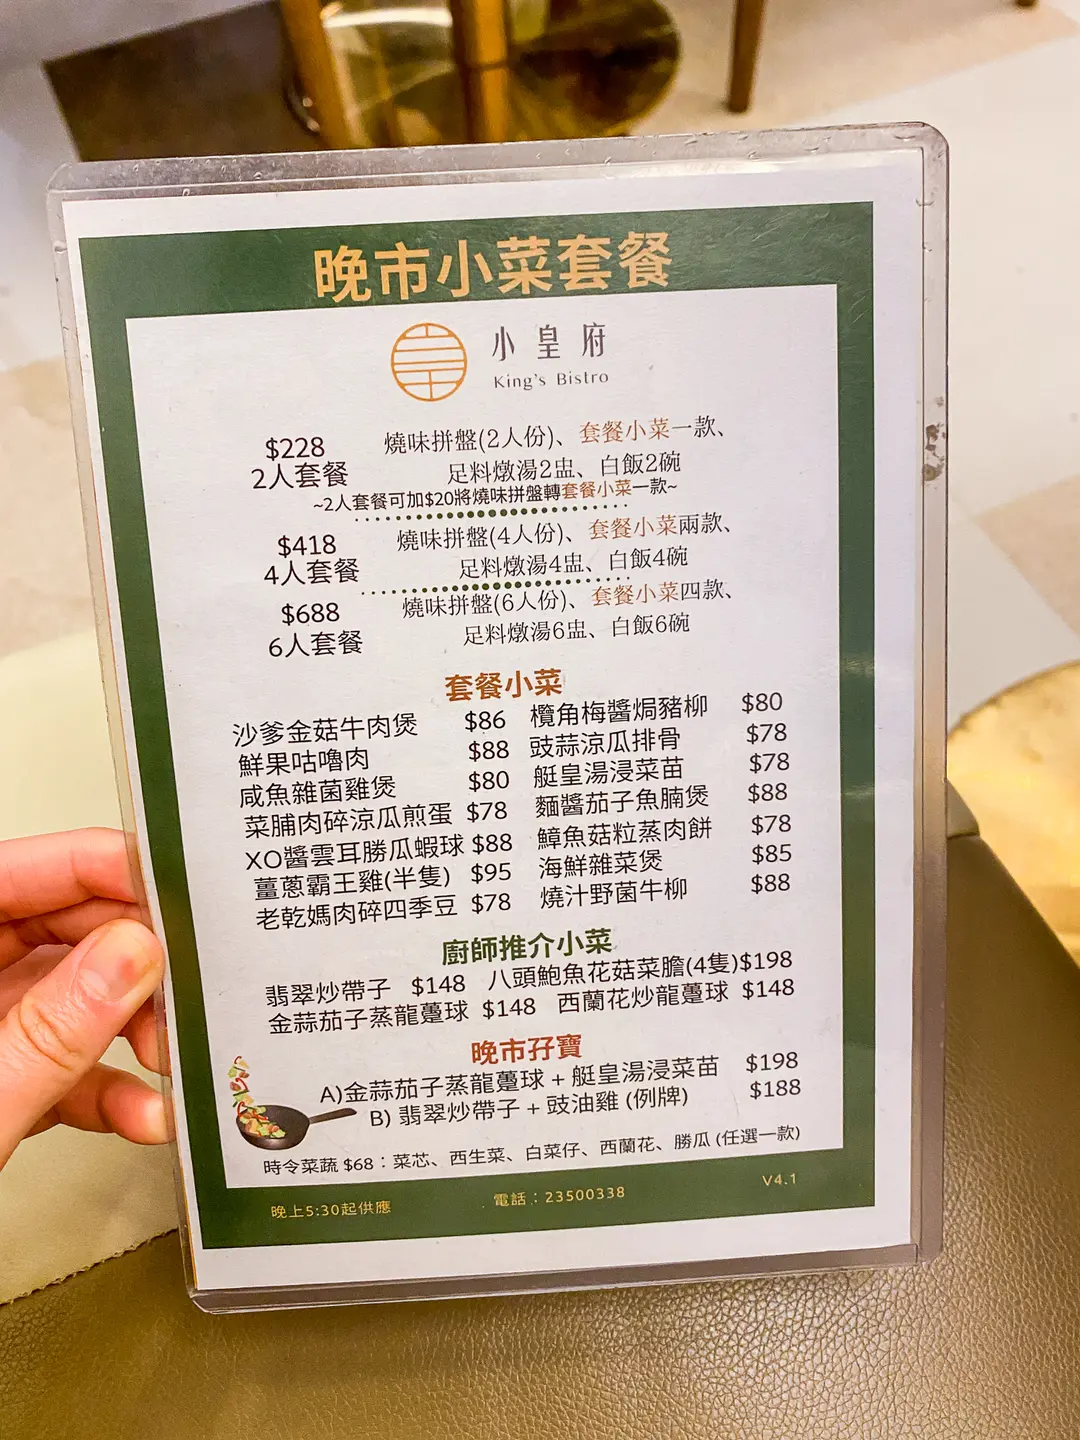 晚市小菜套餐
小皇府
King's Bistro
$228 燒味拼盤(2人份)、套餐小菜一款、
2人套餐 足料燉湯2盅、白飯2碗
~2人套餐可加$20將燒味拼盤轉套餐小菜一款~
$418 燒味拼盤(4人份)、套餐小菜兩款、
4人套餐 足料燉湯4盅、白飯4碗
$688 燒味拼盤(6人份)、套餐小菜四款、
6人套餐 足料燉湯6盅、白飯6碗
套餐小菜
沙爹金菇牛肉煲 $86 欖角梅醬焗豬柳 $80
鮮果咕嚕肉 $88 豉蒜涼瓜排骨 $78
咸魚雜菌雞煲 $80 艇皇湯浸菜苗 $78
菜脯肉碎涼瓜煎蛋 $78 麵醬茄子魚腩煲 $88
XO醬雲耳勝瓜蝦球 $88 鱆魚菇粒蒸肉餅 $78
薑蔥霸王雞(半隻) $95 海鮮雜菜煲 $85
老乾媽肉碎四季豆 $78 燒汁野菌牛柳 $88
廚師推介小菜
翡翠炒帶子 $148 八頭鮑魚花菇菜膽(4隻)$198
金蒜茄子蒸龍躉球 $148 西蘭花炒龍躉球 $148
晚市孖寶
A)金蒜茄子蒸龍躉球 + 艇皇湯浸菜苗 $198
B) 翡翠炒帶子 + 豉油雞 (例牌) $188
時令菜蔬 $68：菜芯、西生菜、白菜仔、西蘭花、勝瓜 (任選一款)
晚上5:30起供應 電話：23500338 V4.1